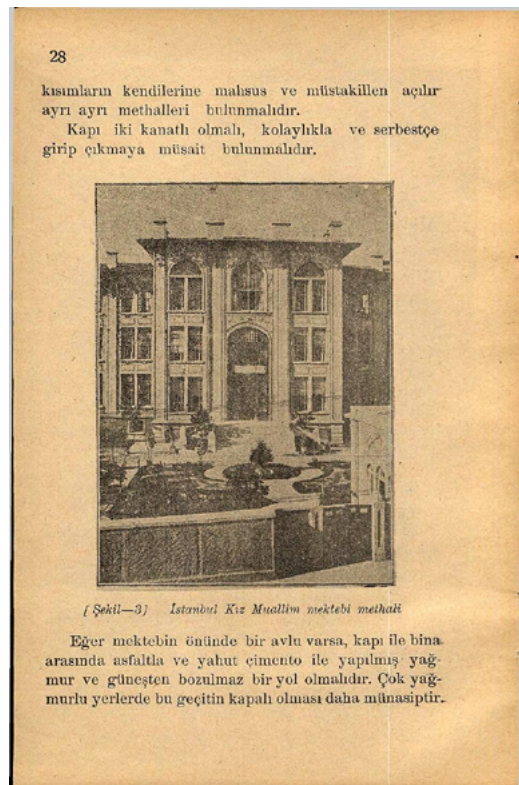 28
kısımların kendilerine mahsus ve müstakillen açılır
ayrı ayrı methalleri bulunmalıdır.
Kapı iki kanatlı olmalı, kolaylıkla ve serbestçe
girip çıkmaya müsait bulunmalıdır.
( Şekil—3) İstanbul Kız Muallim mektebi methali
Eğer mektebin önünde bir avlu varsa, kapı ile bina
arasında asfaltla ve yahut çimento ile yapılmış yağ-
mur ve güneşten bozulmaz bir yol olmalıdır. Çok yağ-
murlu yerlerde bu geçitin kapalı olması daha münasiptir.